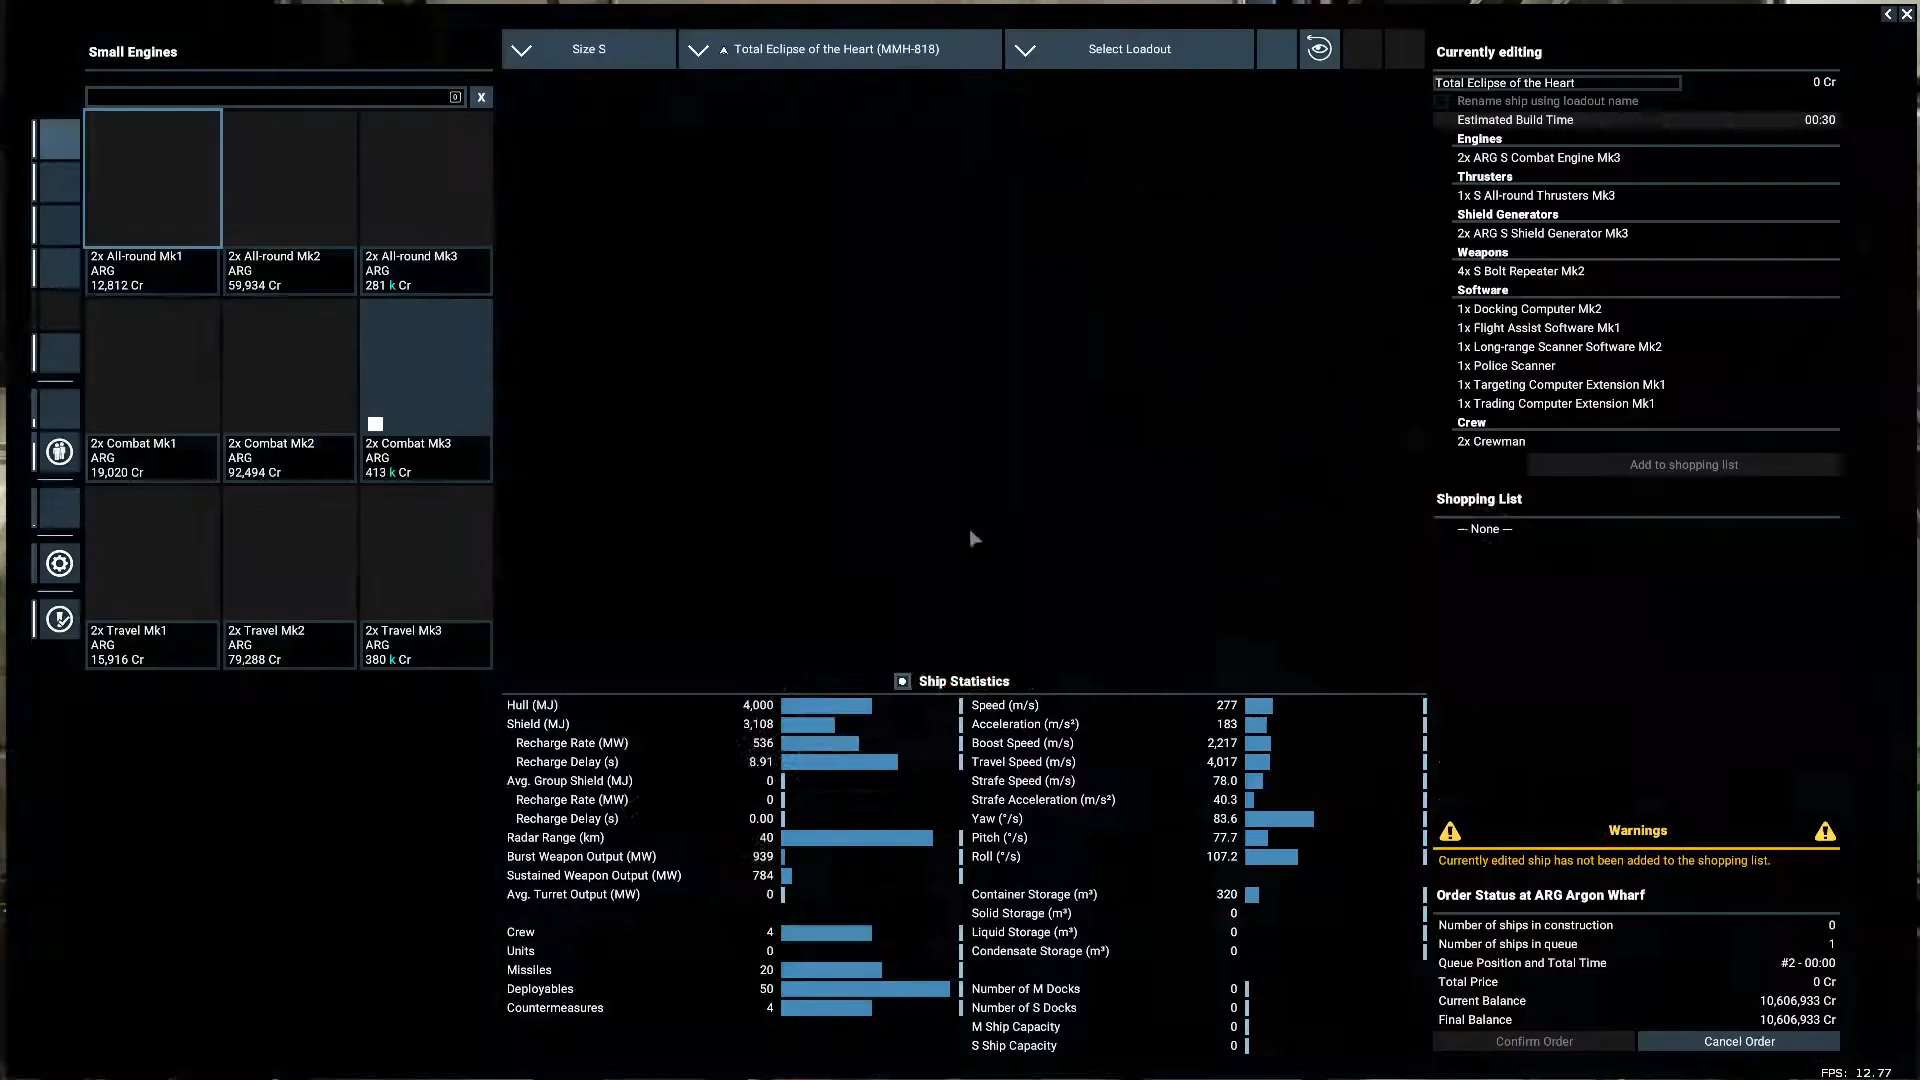 Small Engines
0
X
2x All-round Mk1
ARG
12,812 Cr
2x All-round Mk2
ARG
59,934 Cr
2x All-round Mk3
ARG
281 k Cr
2x Combat Mk1
ARG
19,020 Cr
2x Combat Mk2
ARG
92,494 Cr
2x Combat Mk3
ARG
413 k Cr
2x Travel Mk1
ARG
15,916 Cr
2x Travel Mk2
ARG
79,288 Cr
2x Travel Mk3
ARG
380 k Cr
Size S
Total Eclipse of the Heart (MMH-818)
Select Loadout
Ship Statistics
Hull (MJ) 4,000
Shield (MJ) 3,108
Recharge Rate (MW) 536
Recharge Delay (s) 8.91
Avg. Group Shield (MJ) 0
Recharge Rate (MW) 0
Recharge Delay (s) 0.00
Radar Range (km) 40
Burst Weapon Output (MW) 939
Sustained Weapon Output (MW) 784
Avg. Turret Output (MW) 0
Crew 4
Units 0
Missiles 20
Deployables 50
Countermeasures 4
Speed (m/s) 277
Acceleration (m/s²) 183
Boost Speed (m/s) 2,217
Travel Speed (m/s) 4,017
Strafe Speed (m/s) 78.0
Strafe Acceleration (m/s²) 40.3
Yaw (°/s) 83.6
Pitch (°/s) 77.7
Roll (°/s) 107.2
Container Storage (m³) 320
Solid Storage (m³) 0
Liquid Storage (m³) 0
Condensate Storage (m³) 0
Number of M Docks 0
Number of S Docks 0
M Ship Capacity 0
S Ship Capacity 0
Currently editing
Total Eclipse of the Heart 0 Cr
Rename ship using loadout name
Estimated Build Time 00:30
Engines
2x ARG S Combat Engine Mk3
Thrusters
1x S All-round Thrusters Mk3
Shield Generators
2x ARG S Shield Generator Mk3
Weapons
4x S Bolt Repeater Mk2
Software
1x Docking Computer Mk2
1x Flight Assist Software Mk1
1x Long-range Scanner Software Mk2
1x Police Scanner
1x Targeting Computer Extension Mk1
1x Trading Computer Extension Mk1
Crew
2x Crewman
Add to shopping list
Shopping List
— None —
Warnings
Currently edited ship has not been added to the shopping list.
Order Status at ARG Argon Wharf
Number of ships in construction 0
Number of ships in queue 1
Queue Position and Total Time #2 - 00:00
Total Price 0 Cr
Current Balance 10,606,933 Cr
Final Balance 10,606,933 Cr
Confirm Order
Cancel Order
FPS: 12.77